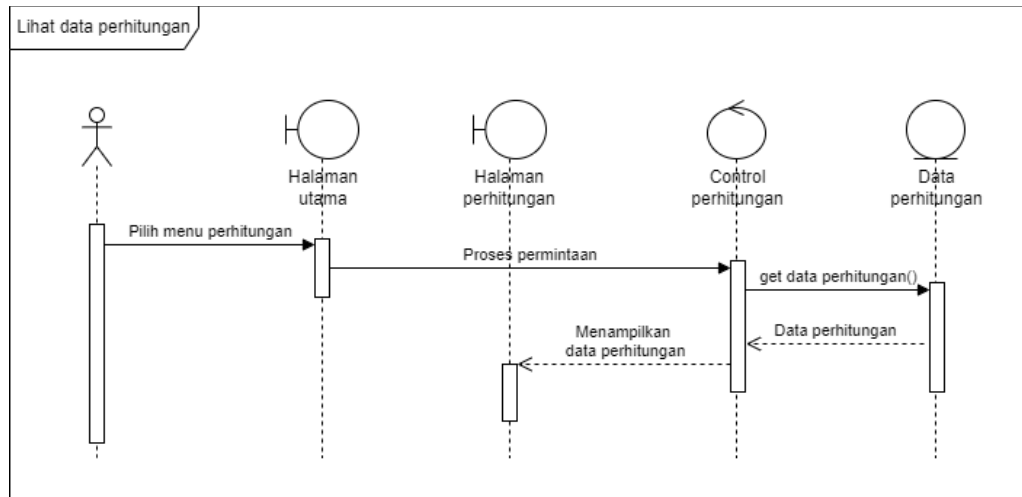 Lihat data perhitungan
Halaman
utama
Halaman
perhitungan
Control
perhitungan
Data
perhitungan
Pilih menu perhitungan
Proses permintaan
get data perhitungan()
Data perhitungan
Menampilkan
data perhitungan